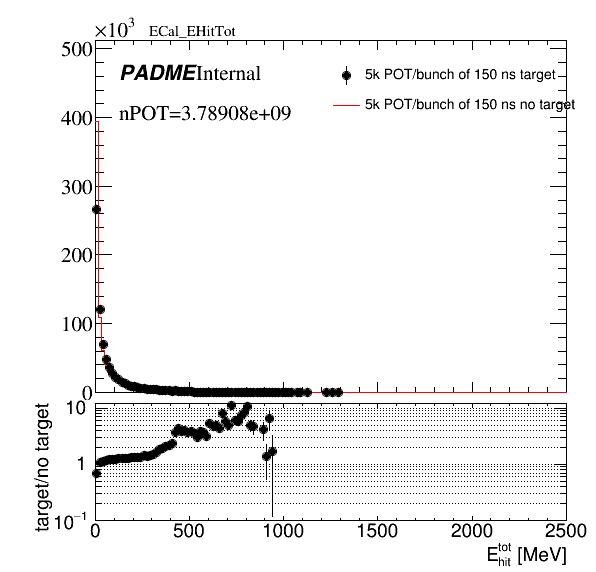 ×10³ ECal_EHitTot
500
400
300
200
100
0
PADME Internal
nPOT=3.78908e+09
5k POT/bunch of 150 ns target
5k POT/bunch of 150 ns no target
target/no target
10
1
10⁻¹
0 500 1000 1500 2000 2500
E_hit^tot [MeV]